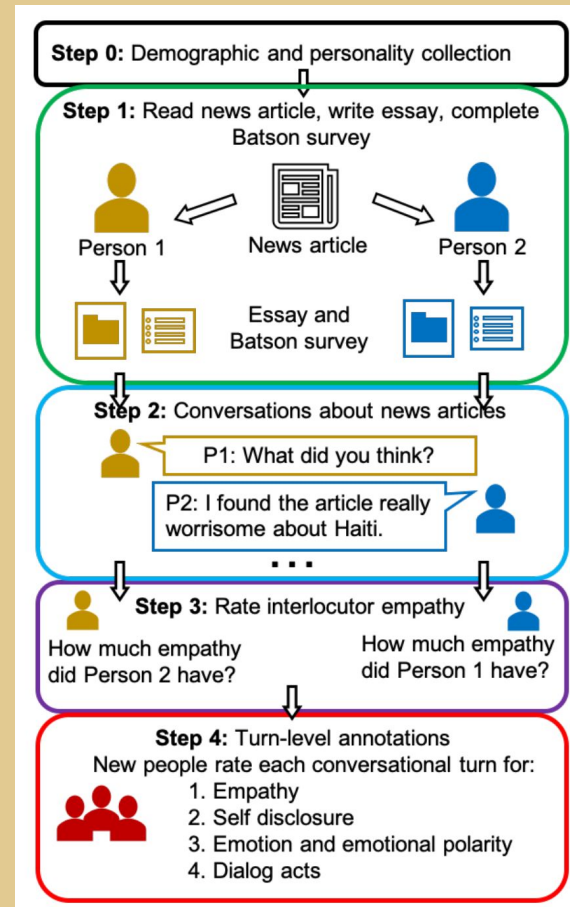 Step 0: Demographic and personality collection
Step 1: Read news article, write essay, complete
Batson survey
Person 1
News article
Person 2
Essay and
Batson survey
Step 2: Conversations about news articles
P1: What did you think?
P2: I found the article really
worrisome about Haiti.
...
Step 3: Rate interlocutor empathy
How much empathy
did Person 2 have?
How much empathy
did Person 1 have?
Step 4: Turn-level annotations
New people rate each conversational turn for:
1. Empathy
2. Self disclosure
3. Emotion and emotional polarity
4. Dialog acts